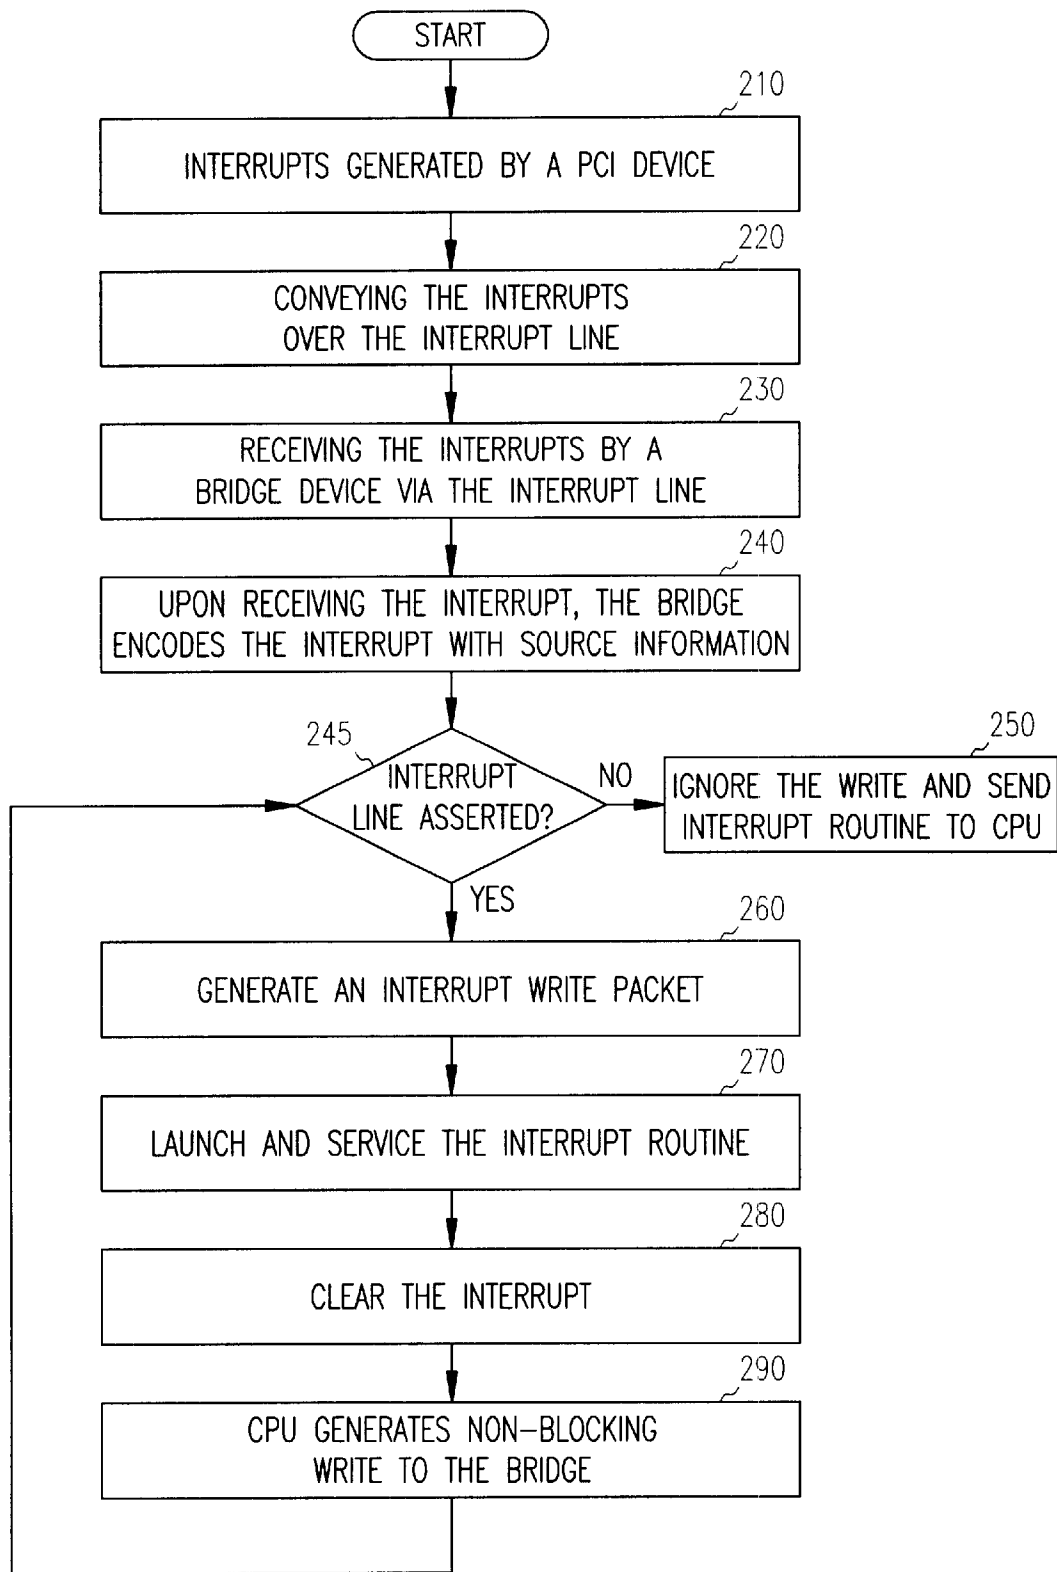 START
210
INTERRUPTS GENERATED BY A PCI DEVICE
220
CONVEYING THE INTERRUPTS
OVER THE INTERRUPT LINE
230
RECEIVING THE INTERRUPTS BY A
BRIDGE DEVICE VIA THE INTERRUPT LINE
240
UPON RECEIVING THE INTERRUPT, THE BRIDGE
ENCODES THE INTERRUPT WITH SOURCE INFORMATION
245
INTERRUPT
LINE ASSERTED?
NO
250
IGNORE THE WRITE AND SEND
INTERRUPT ROUTINE TO CPU
YES
260
GENERATE AN INTERRUPT WRITE PACKET
270
LAUNCH AND SERVICE THE INTERRUPT ROUTINE
280
CLEAR THE INTERRUPT
290
CPU GENERATES NON-BLOCKING
WRITE TO THE BRIDGE